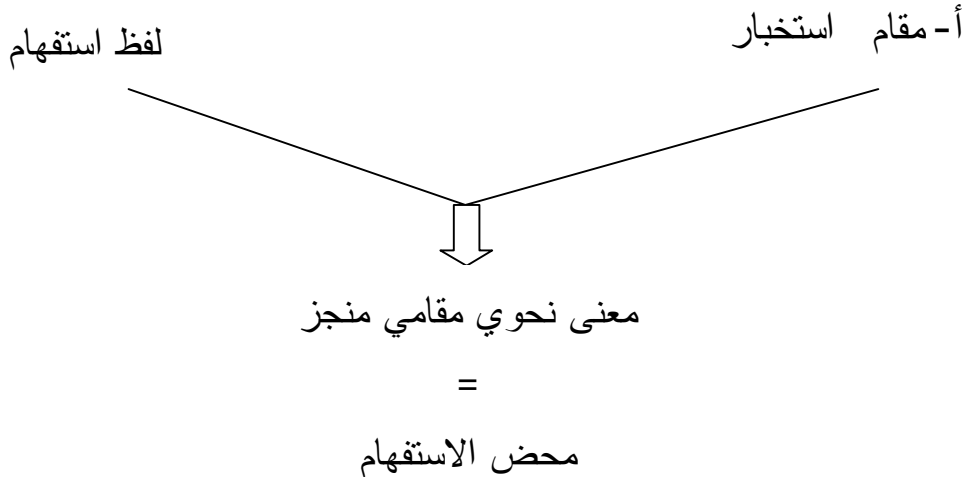 أ- مقام استخبار
لفظ استفهام
معنى نحوي مقامي منجز
=
محض الاستفهام